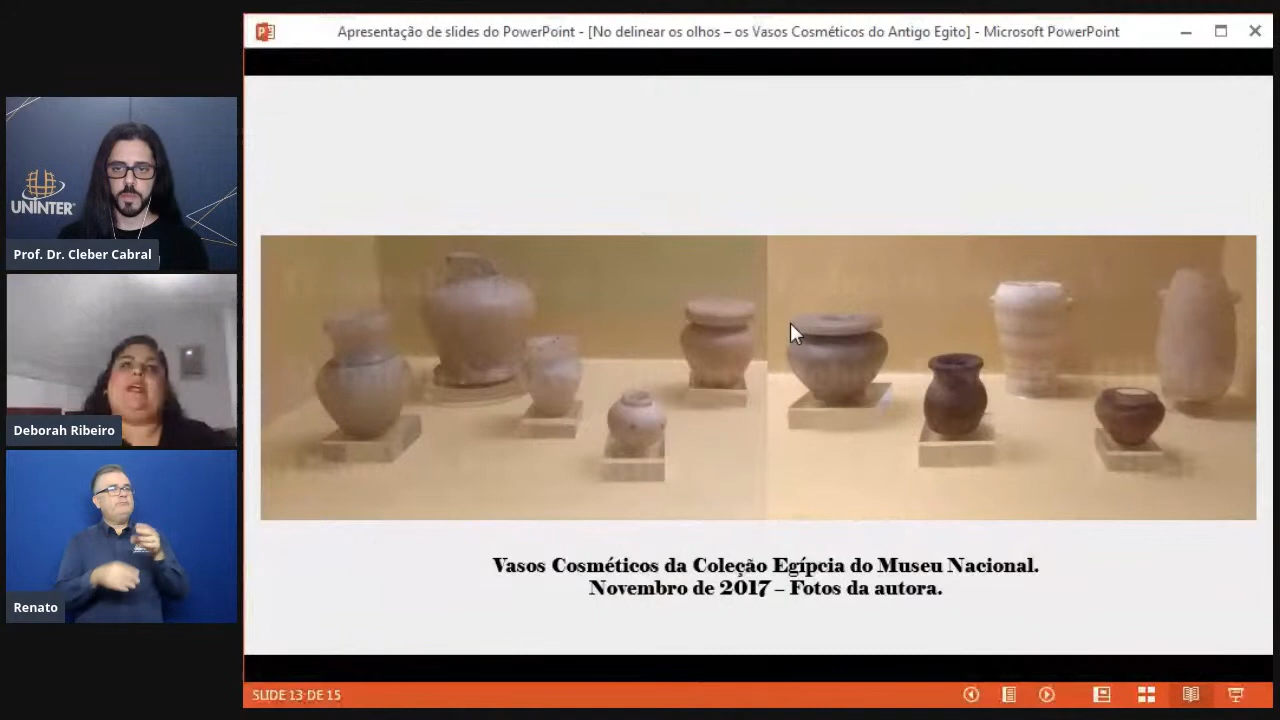 Apresentação de slides do PowerPoint - [No delinear os olhos – os Vasos Cosméticos do Antigo Egito] - Microsoft PowerPoint
UNINTER
Prof. Dr. Cleber Cabral
Deborah Ribeiro
Renato
Vasos Cosméticos da Coleção Egípcia do Museu Nacional.
Novembro de 2017 – Fotos da autora.
SLIDE 13 DE 15